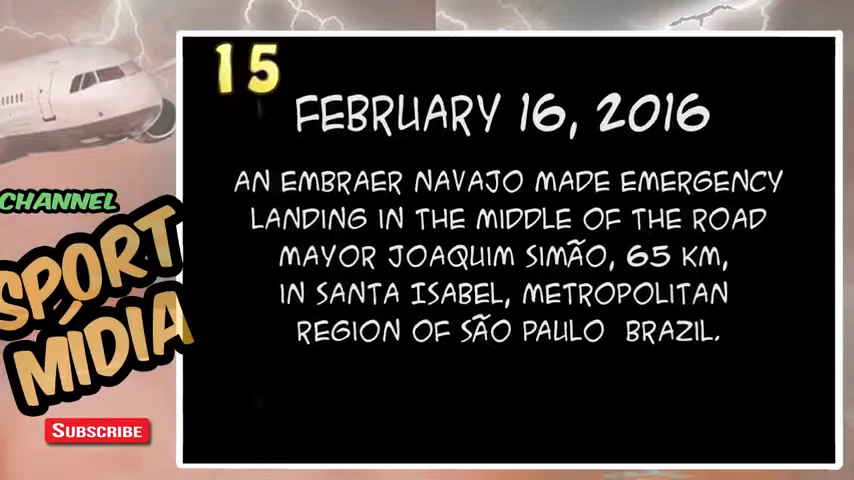 15
FEBRUARY 16, 2016
AN EMBRAER NAVAJO MADE EMERGENCY
LANDING IN THE MIDDLE OF THE ROAD
MAYOR JOAQUIM SIMÃO, 65 KM,
IN SANTA ISABEL, METROPOLITAN
REGION OF SÃO PAULO BRAZIL.
CHANNEL
SPORT
MÍDIA
SUBSCRIBE